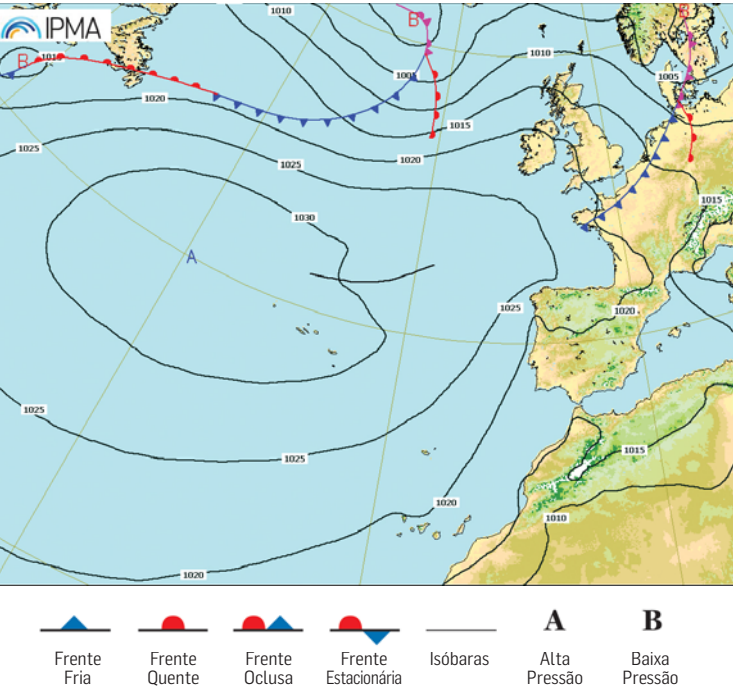 IPMA
1010
B
B
1010
B
1010
1005
1005
1020
1015
1020
1025
1025
1015
1030
A
1025
1020
1025
1015
1025
1020
1010
1020
A
B
Frente
Fria
Frente
Quente
Frente
Oclusa
Frente
Estacionária
Isóbaras
Alta
Pressão
Baixa
Pressão